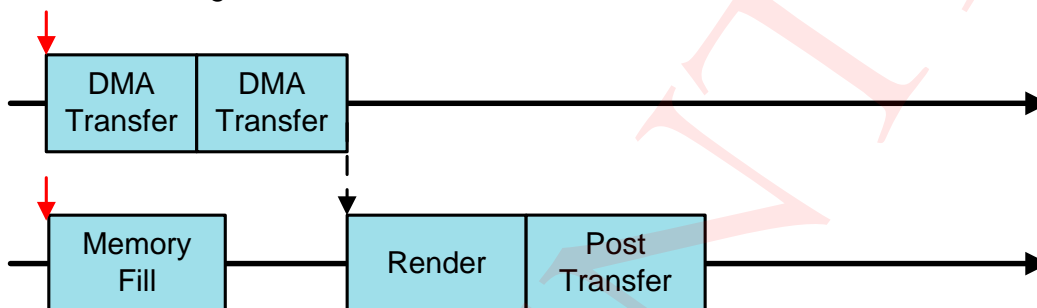 DMA
Transfer
DMA
Transfer
Memory
Fill
Render
Post
Transfer